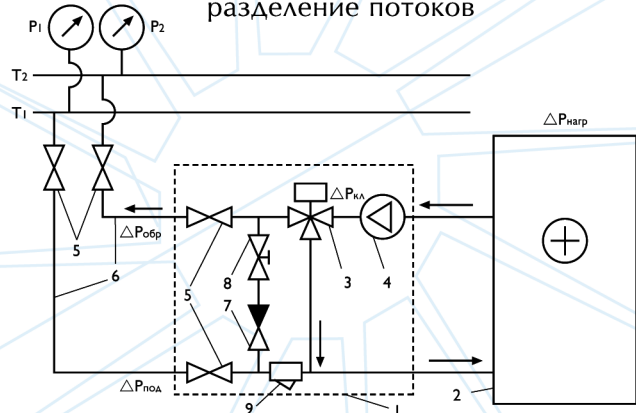 разделение потоков
P1 P2
T2
T1
△Pнагр
△Pкл
△Pобр
5
6
8
3
4
5
7
△Pпод
9
1
2